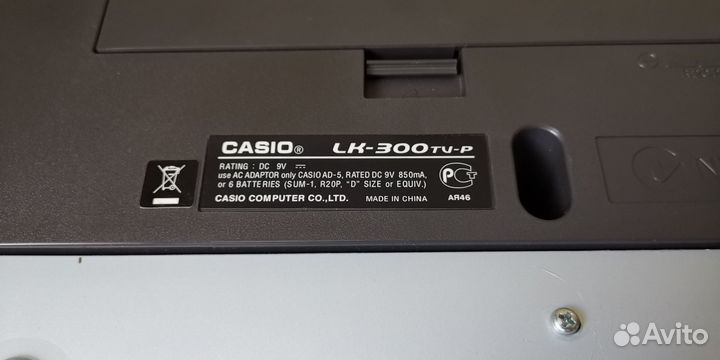 CASIO® LK-300TV-P
RATING : DC 9V
use AC ADAPTOR only CASIO AD-5, RATED DC 9V 850mA,
or 6 BATTERIES (SUM-1, R20P, "D" SIZE or EQUIV.)
CASIO COMPUTER CO.,LTD. MADE IN CHINA AR46
Avito